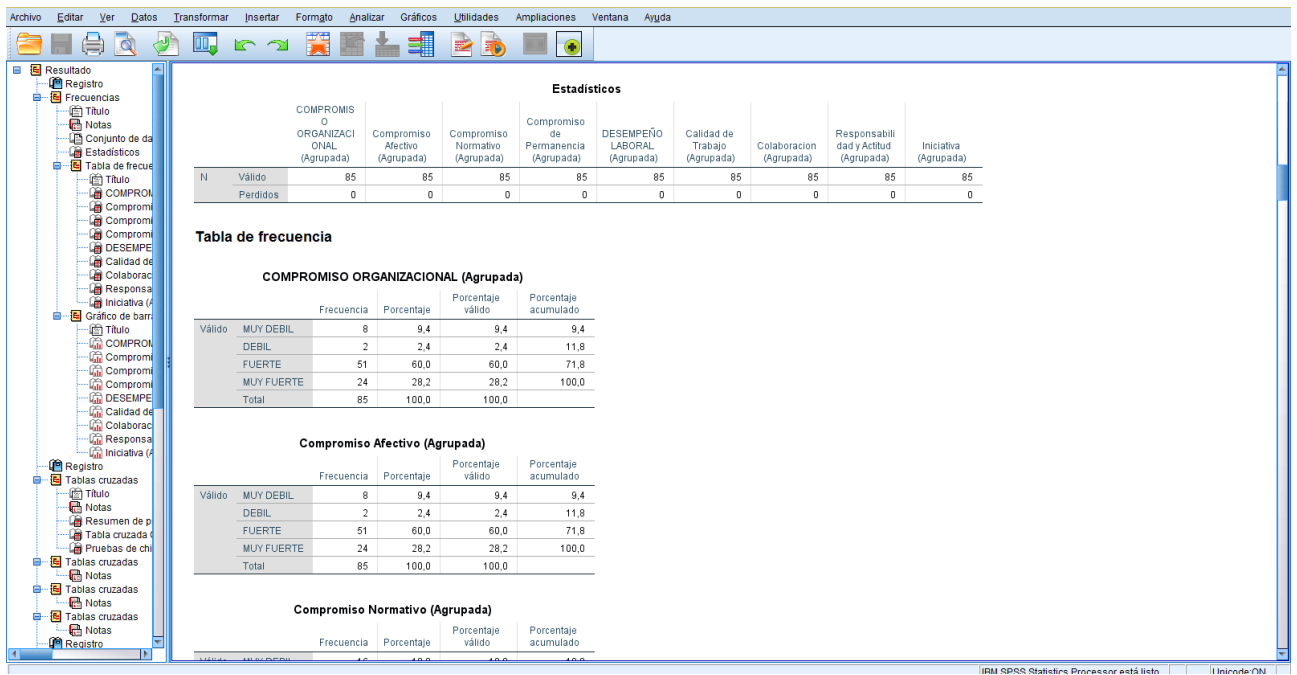 Archivo Editar Ver Datos Transformar Insertar Formato Analizar Gráficos Utilidades Ampliaciones Ventana Ayuda
Resultado
Registro
Frecuencias
Título
Notas
Conjunto de da
Estadísticos
Tabla de frecue
Título
COMPROM
Compromi
Compromi
Compromi
DESEMPE
Calidad de
Colaborac
Responsa
Iniciativa (A
Gráfico de barra
Título
COMPROM
Compromi
Compromi
Compromi
DESEMPE
Calidad de
Colaborac
Responsa
Iniciativa (A
Registro
Tablas cruzadas
Título
Notas
Resumen de p
Tabla cruzada
Pruebas de chi
Tablas cruzadas
Notas
Tablas cruzadas
Notas
Tablas cruzadas
Notas
Registro
Estadísticos
COMPROMIS
O
ORGANIZACI
ONAL
(Agrupada)
Compromiso
Afectivo
(Agrupada)
Compromiso
Normativo
(Agrupada)
Compromiso
de
Permanencia
(Agrupada)
DESEMPEÑO
LABORAL
(Agrupada)
Calidad de
Trabajo
(Agrupada)
Colaboracion
(Agrupada)
Responsabili
dad y Actitud
(Agrupada)
Iniciativa
(Agrupada)
N Válido 85 85 85 85 85 85 85 85 85
Perdidos 0 0 0 0 0 0 0 0 0
Tabla de frecuencia
COMPROMISO ORGANIZACIONAL (Agrupada)
Frecuencia Porcentaje Porcentaje válido Porcentaje acumulado
Válido MUY DEBIL 8 9,4 9,4 9,4
DEBIL 2 2,4 2,4 11,8
FUERTE 51 60,0 60,0 71,8
MUY FUERTE 24 28,2 28,2 100,0
Total 85 100,0 100,0
Compromiso Afectivo (Agrupada)
Frecuencia Porcentaje Porcentaje válido Porcentaje acumulado
Válido MUY DEBIL 8 9,4 9,4 9,4
DEBIL 2 2,4 2,4 11,8
FUERTE 51 60,0 60,0 71,8
MUY FUERTE 24 28,2 28,2 100,0
Total 85 100,0 100,0
Compromiso Normativo (Agrupada)
Frecuencia Porcentaje Porcentaje válido Porcentaje acumulado
IBM SPSS Statistics Processor está listo Unicode:ON